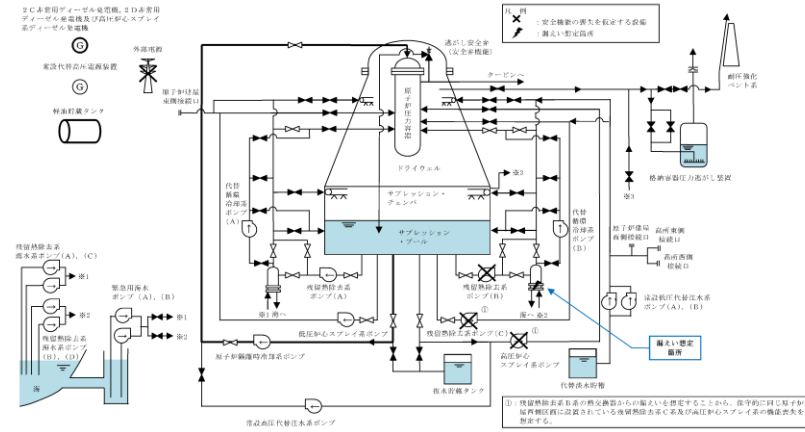 2C非常用ディーゼル発電機，2D非常用
ディーゼル発電機及び高圧炉心スプレイ
系ディーゼル発電機
G
常設代替高圧電源装置
G
軽油貯蔵タンク
外部電源
原子炉建屋
東側接続口
凡 例
：安全機能の喪失を仮定する設備
：漏えい想定箇所
逃がし安全弁
(安全弁機能)
タービンへ
耐圧強化
ベント系
原子炉圧力容器
ドライウェル
格納容器圧力逃がし装置
※3
※3
サプレッション・
チェンバ
サプレッション
・プール
代替
循環
冷却系
ポンプ
(A)
代替
循環
冷却系
ポンプ
(B)
原子炉建屋
西側接続口
高所東側
接続口
高所西側
接続口
残留熱除去系
海水系ポンプ(A)，(C)
※1
※2
残留熱除去系
海水系ポンプ
(B)，(D)
海
緊急用海水
ポンプ(A)，(B)
※1
※2
残留熱除去系
ポンプ(A)
残留熱除去系
ポンプ(B)
※1 海へ
海へ ※2
常設低圧代替注水系
ポンプ(A)，(B)
低圧炉心スプレイ系ポンプ
残留熱除去系ポンプ(C)
①
①
原子炉隔離時冷却系ポンプ
高圧炉心
スプレイ系ポンプ
漏えい想定
箇所
復水貯蔵タンク
代替淡水貯槽
常設高圧代替注水系ポンプ
①：残留熱除去系B系の熱交換器からの漏えいを想定することから，保守的に同じ原子炉建
屋西側区画に設置されている残留熱除去系C系及び高圧炉心スプレイ系の機能喪失を
想定する。